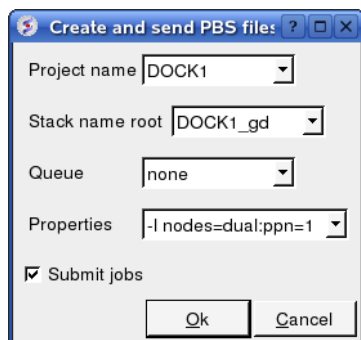 Create and send PBS files
Project name DOCK1
Stack name root DOCK1_gd
Queue none
Properties -l nodes=dual:ppn=1
Submit jobs
Ok Cancel